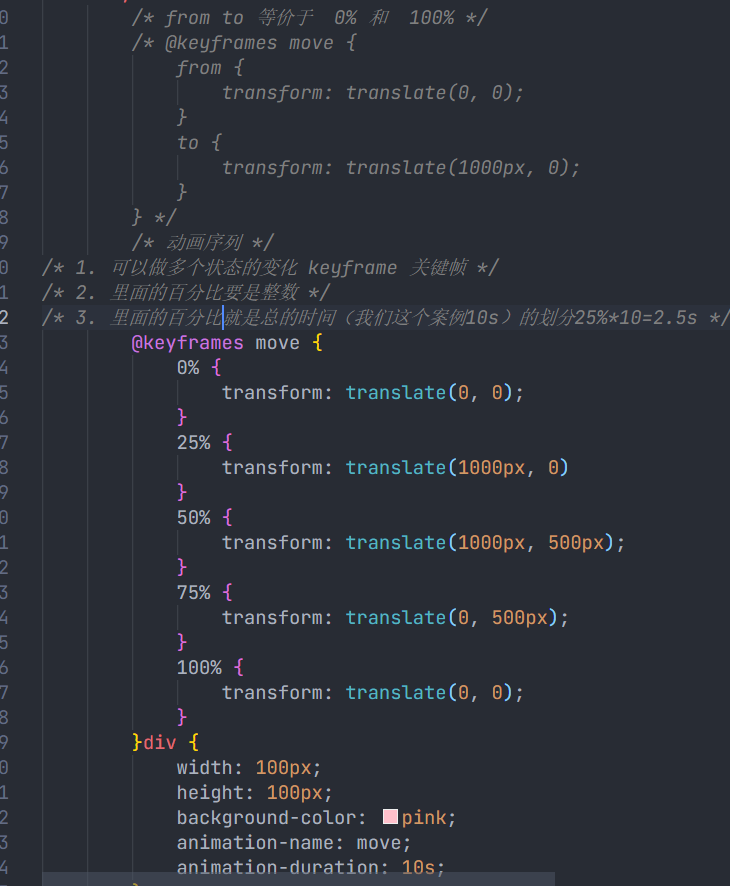 0 /* from to 等价于 0% 和 100% */
1 /* @keyframes move {
2 from {
3 transform: translate(0, 0);
4 }
5 to {
6 transform: translate(1000px, 0);
7 }
8 } */
9 /* 动画序列 */
0 /* 1. 可以做多个状态的变化 keyframe 关键帧 */
1 /* 2. 里面的百分比要是整数 */
2 /* 3. 里面的百分比就是总的时间（我们这个案例10s）的划分25%*10=2.5s */
3 @keyframes move {
4 0% {
5 transform: translate(0, 0);
6 }
7 25% {
8 transform: translate(1000px, 0)
9 }
0 50% {
1 transform: translate(1000px, 500px);
2 }
3 75% {
4 transform: translate(0, 500px);
5 }
6 100% {
7 transform: translate(0, 0);
8 }
9 }div {
0 width: 100px;
1 height: 100px;
2 background-color: pink;
3 animation-name: move;
4 animation-duration: 10s;